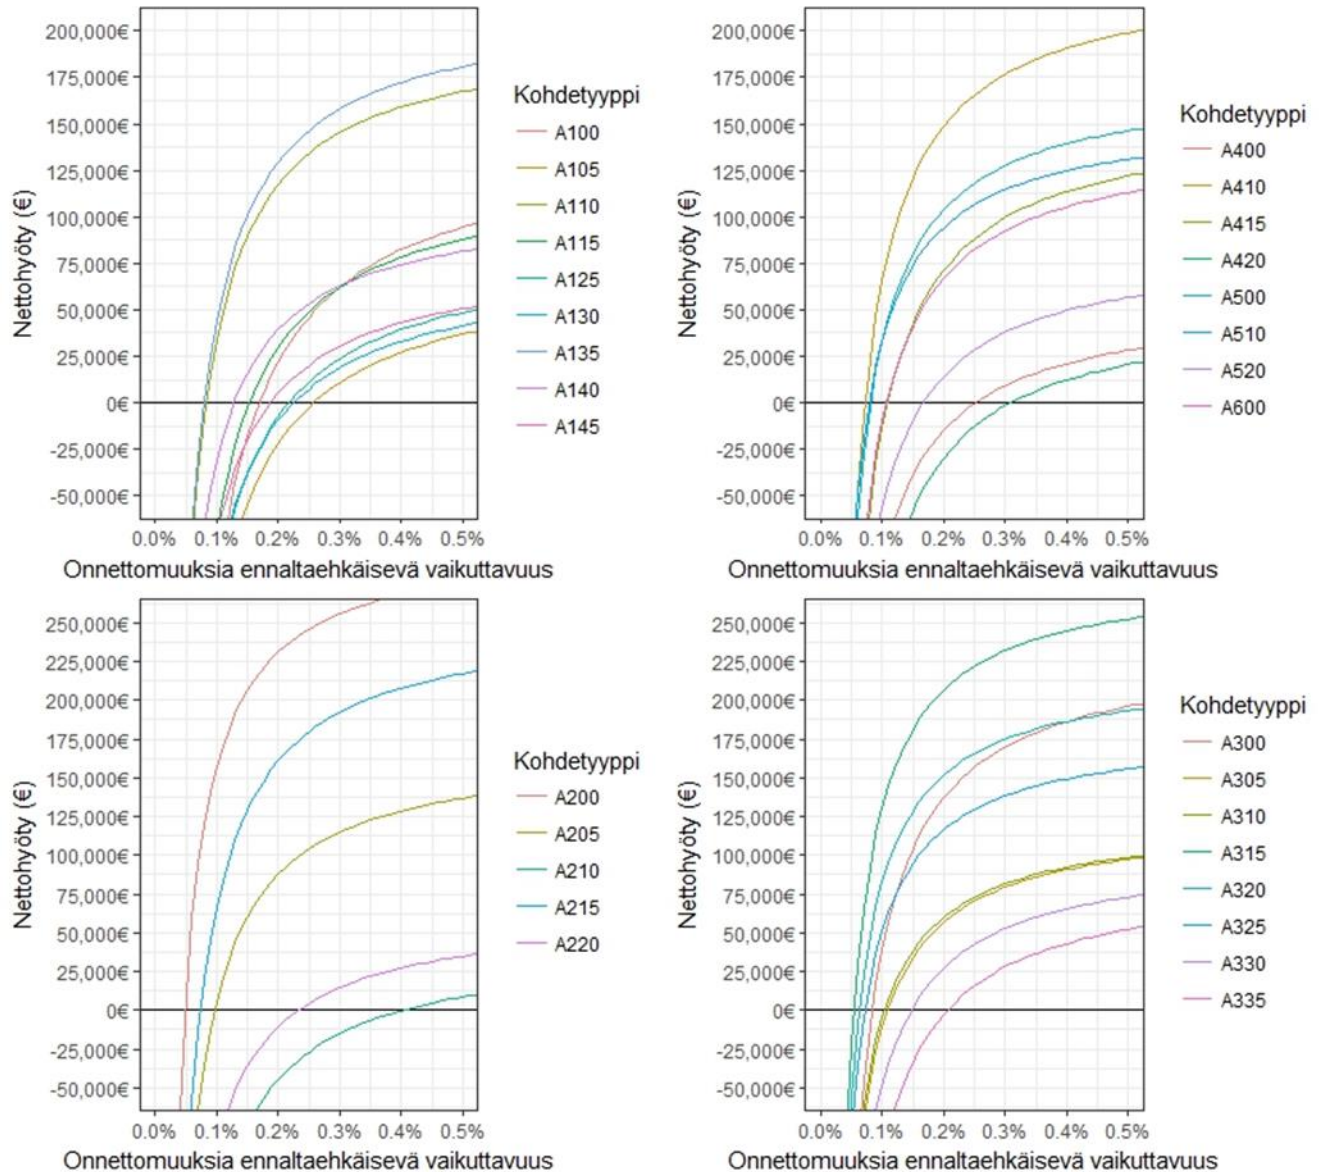 200,000€
175,000€
150,000€
125,000€
100,000€
75,000€
50,000€
25,000€
0€
-25,000€
-50,000€
Nettohyöty (€)
0.0% 0.1% 0.2% 0.3% 0.4% 0.5%
Onnettomuuksia ennaltaehkäisevä vaikuttavuus
Kohdetyyppi
A100
A105
A110
A115
A125
A130
A135
A140
A145
200,000€
175,000€
150,000€
125,000€
100,000€
75,000€
50,000€
25,000€
0€
-25,000€
-50,000€
Nettohyöty (€)
0.0% 0.1% 0.2% 0.3% 0.4% 0.5%
Onnettomuuksia ennaltaehkäisevä vaikuttavuus
Kohdetyyppi
A400
A410
A415
A420
A500
A510
A520
A600
250,000€
225,000€
200,000€
175,000€
150,000€
125,000€
100,000€
75,000€
50,000€
25,000€
0€
-25,000€
-50,000€
Nettohyöty (€)
0.0% 0.1% 0.2% 0.3% 0.4% 0.5%
Onnettomuuksia ennaltaehkäisevä vaikuttavuus
Kohdetyyppi
A200
A205
A210
A215
A220
250,000€
225,000€
200,000€
175,000€
150,000€
125,000€
100,000€
75,000€
50,000€
25,000€
0€
-25,000€
-50,000€
Nettohyöty (€)
0.0% 0.1% 0.2% 0.3% 0.4% 0.5%
Onnettomuuksia ennaltaehkäisevä vaikuttavuus
Kohdetyyppi
A300
A305
A310
A315
A320
A325
A330
A335